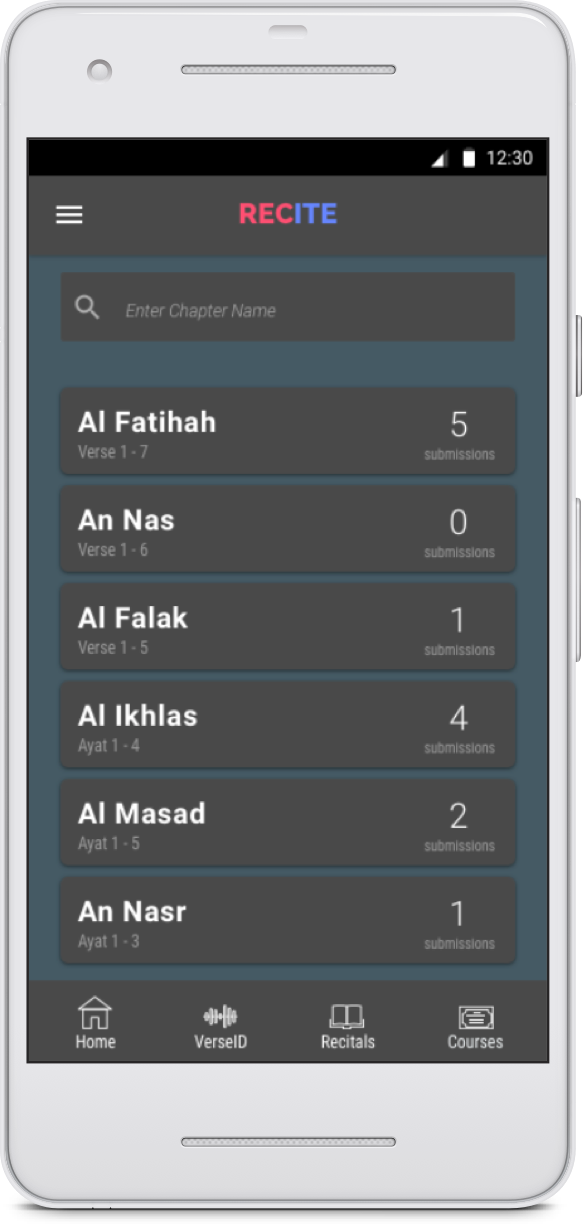 12:30
RECITE
Enter Chapter Name
Al Fatihah
Verse 1 - 7
5
submissions
An Nas
Verse 1 - 6
0
submissions
Al Falak
Verse 1 - 5
1
submissions
Al Ikhlas
Ayat 1 - 4
4
submissions
Al Masad
Ayat 1 - 5
2
submissions
An Nasr
Ayat 1 - 3
1
submissions
Home
VerseID
Recitals
Courses